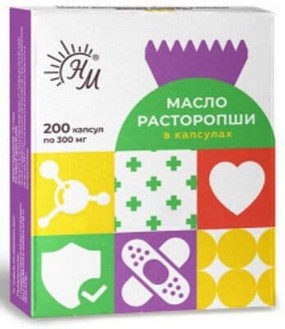 НМ
МАСЛО
РАСТОРОПШИ
в капсулах
200 капсул
по 300 мг